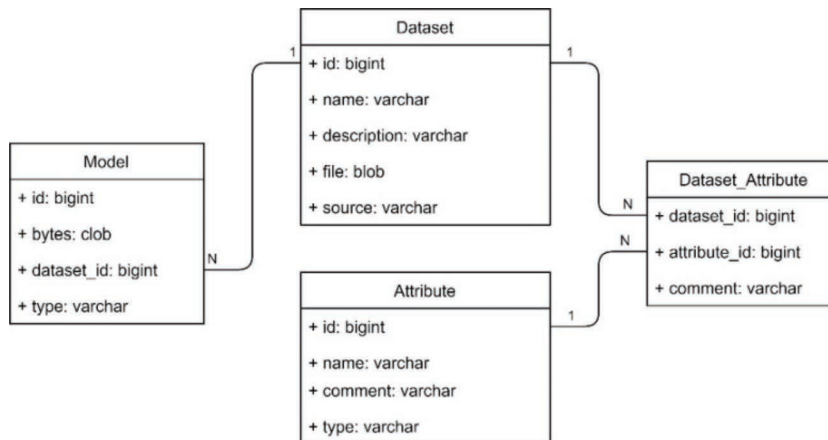 Dataset
+ id: bigint
+ name: varchar
+ description: varchar
+ file: blob
+ source: varchar
1
1
Model
+ id: bigint
+ bytes: clob
+ dataset_id: bigint
+ type: varchar
N
Dataset_Attribute
+ dataset_id: bigint
+ attribute_id: bigint
+ comment: varchar
N
N
Attribute
+ id: bigint
+ name: varchar
+ comment: varchar
+ type: varchar
1